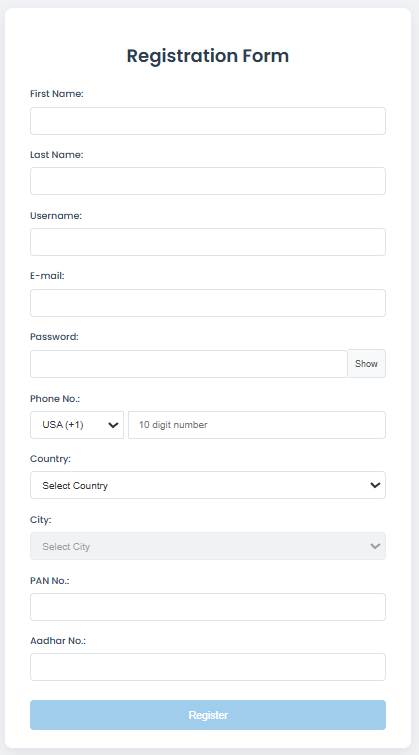 Registration Form
First Name:
Last Name:
Username:
E-mail:
Password:
Show
Phone No.:
USA (+1) 10 digit number
Country:
Select Country
City:
Select City
PAN No.:
Aadhar No.:
Register